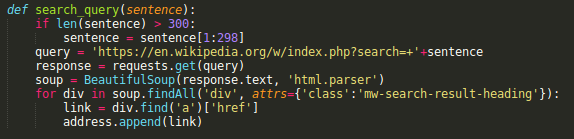 def search_query(sentence):
    if len(sentence) > 300:
        sentence = sentence[1:298]
    query = 'https://en.wikipedia.org/w/index.php?search=+'+sentence
    response = requests.get(query)
    soup = BeautifulSoup(response.text, 'html.parser')
    for div in soup.findAll('div', attrs={'class':'mw-search-result-heading'}):
        link = div.find('a')['href']
        address.append(link)